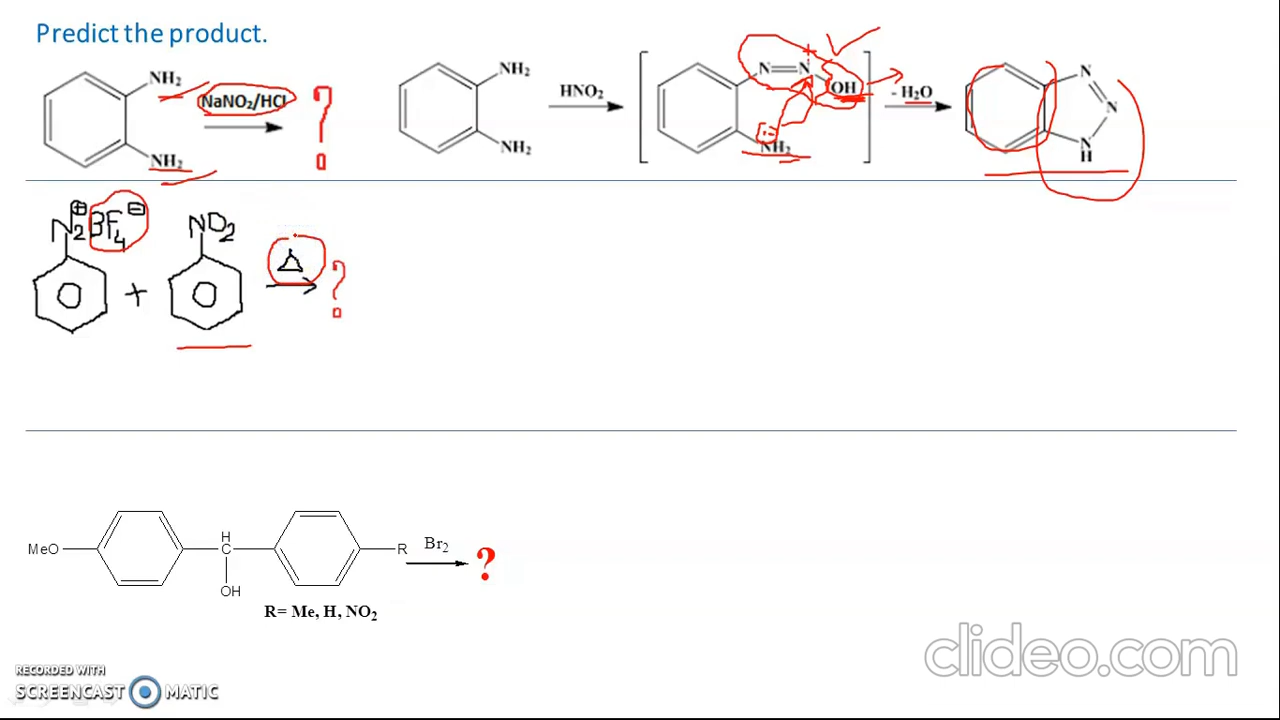 Predict the product.
NH2
NH2
NaNO2/HCl
?
NH2
NH2
HNO2
N
N
+
OH
NH2
- H2O
N
N
N
H
N2⊕ BF4⊖
+
NO2
Δ
?
MeO
H
C
OH
R
Br2
?
R= Me, H, NO2
RECORDED WITH
SCREENCAST MATIC
clideo.com